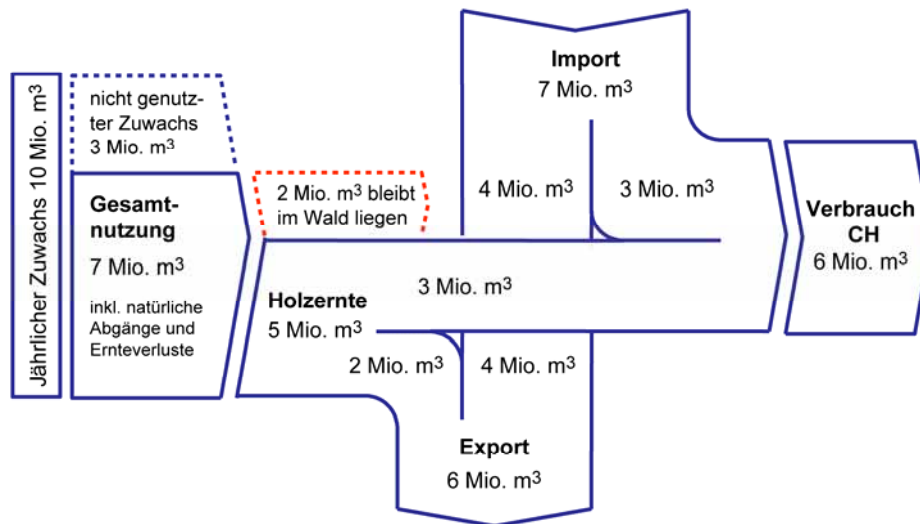 Jährlicher Zuwachs 10 Mio. m³
nicht genutz-
ter Zuwachs
3 Mio. m³
Gesamt-
nutzung
7 Mio. m³
inkl. natürliche
Abgänge und
Ernteverluste
2 Mio. m³ bleibt
im Wald liegen
Holzernte
5 Mio. m³
Import
7 Mio. m³
4 Mio. m³
3 Mio. m³
3 Mio. m³
2 Mio. m³
4 Mio. m³
Export
6 Mio. m³
Verbrauch
CH
6 Mio. m³